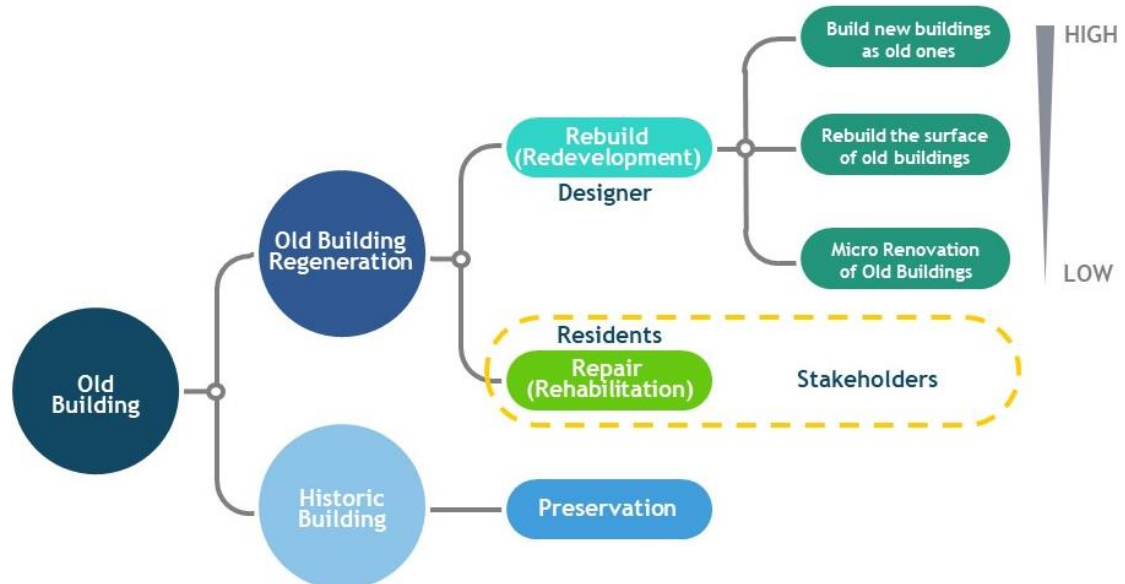 Old
Building
Old Building
Regeneration
Historic
Building
Rebuild
(Redevelopment)
Designer
Residents
Repair
(Rehabilitation)
Stakeholders
Preservation
Build new buildings
as old ones
Rebuild the surface
of old buildings
Micro Renovation
of Old Buildings
HIGH
LOW